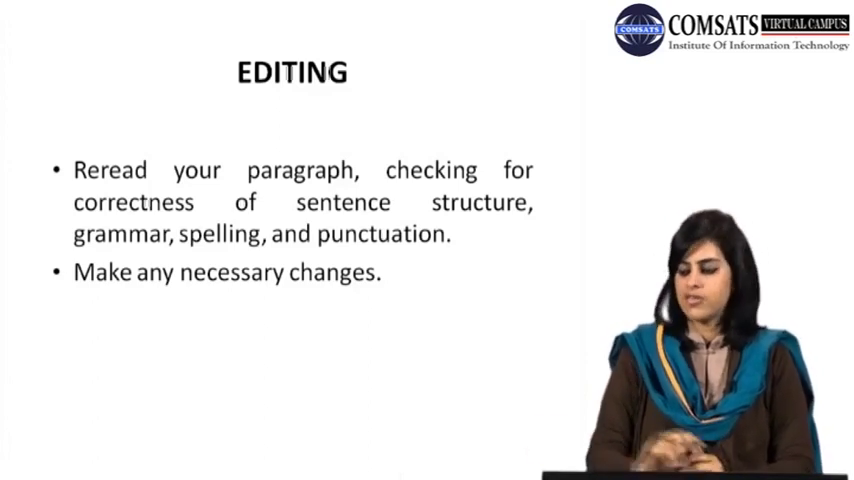 COMSATS VIRTUAL CAMPUS
COMSATS
Institute Of Information Technology
EDITING
• Reread your paragraph, checking for
correctness of sentence structure,
grammar, spelling, and punctuation.
• Make any necessary changes.